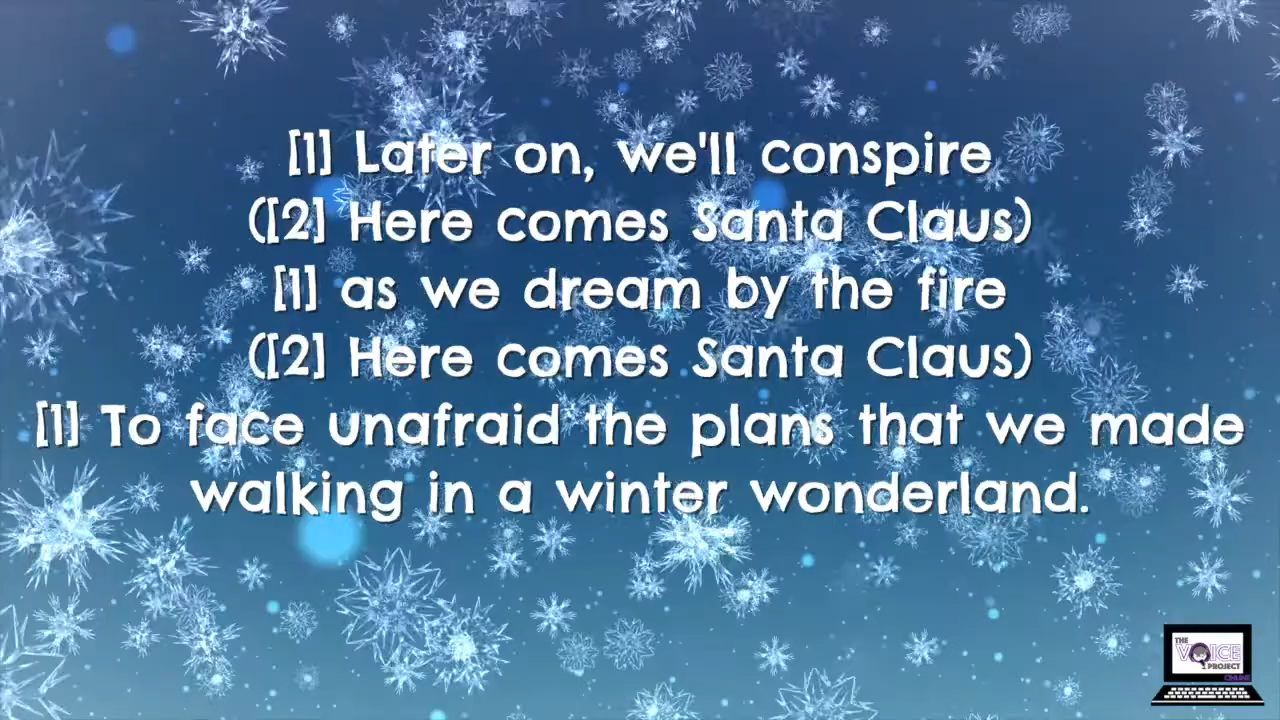 [1] Later on, we'll conspire
([2] Here comes Santa Claus)
[1] as we dream by the fire
([2] Here comes Santa Claus)
[1] To face unafraid the plans that we made
walking in a winter wonderland.
THE
VOICE
PROJECT
ONLINE